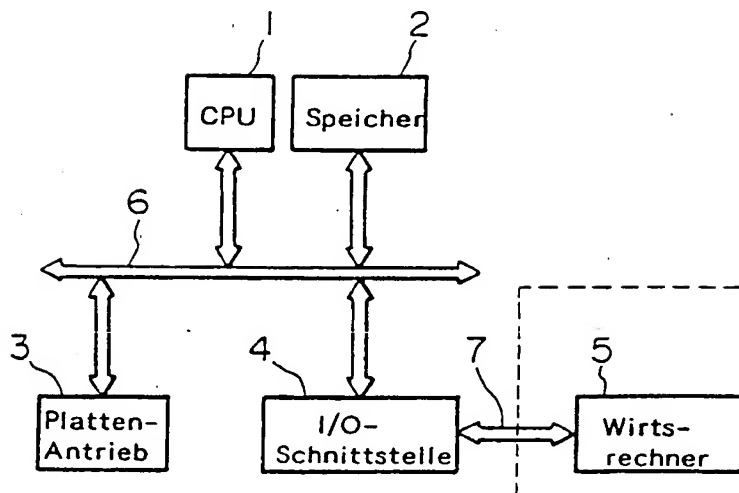 1
2
CPU
Speicher
6
3
4
7
5
Platten-
Antrieb
I/O-
Schnittstelle
Wirts-
rechner